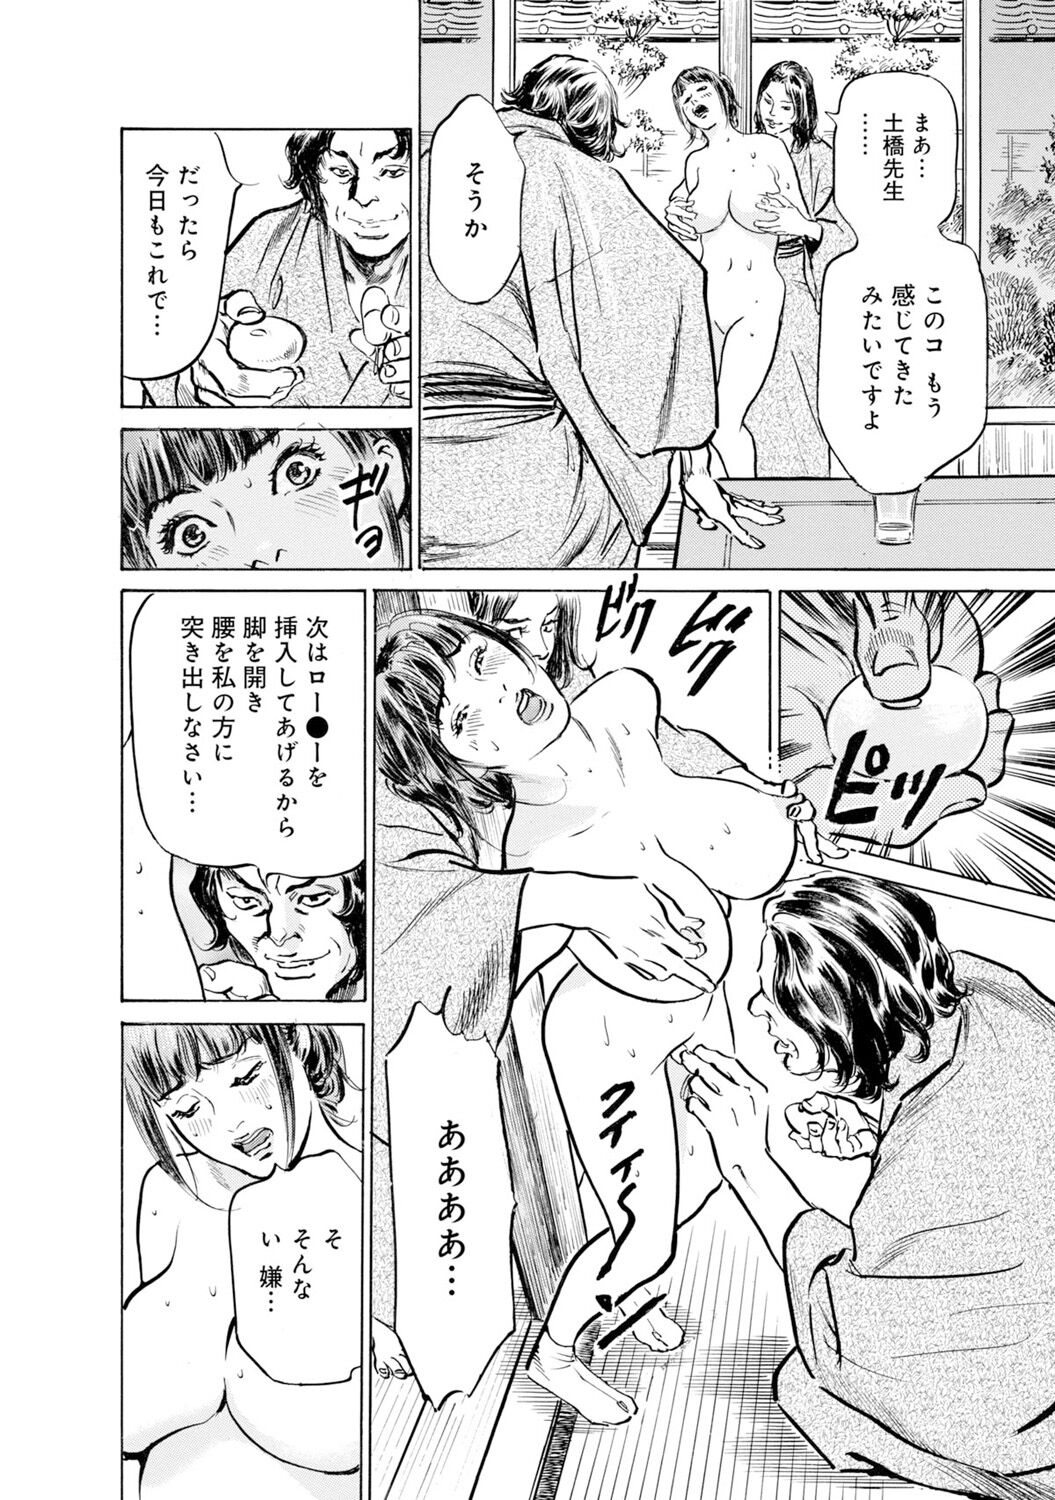 まあ…
土橋先生
……
このコ もう
感じてきた
みたいですよ
そうか
だったら
今日もこれで…
ギョ
ピッ
ビク
ビクッ
ああああ…
次はロー●ーを
挿入してあげるから
脚を開き
腰を私の方に
突き出しなさい…
そ
そんな
い 嫌…